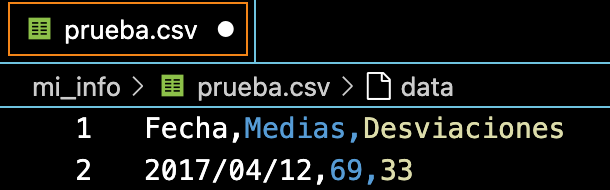 prueba.csv
mi_info > prueba.csv > data
1 Fecha,Medias,Desviaciones
2 2017/04/12,69,33